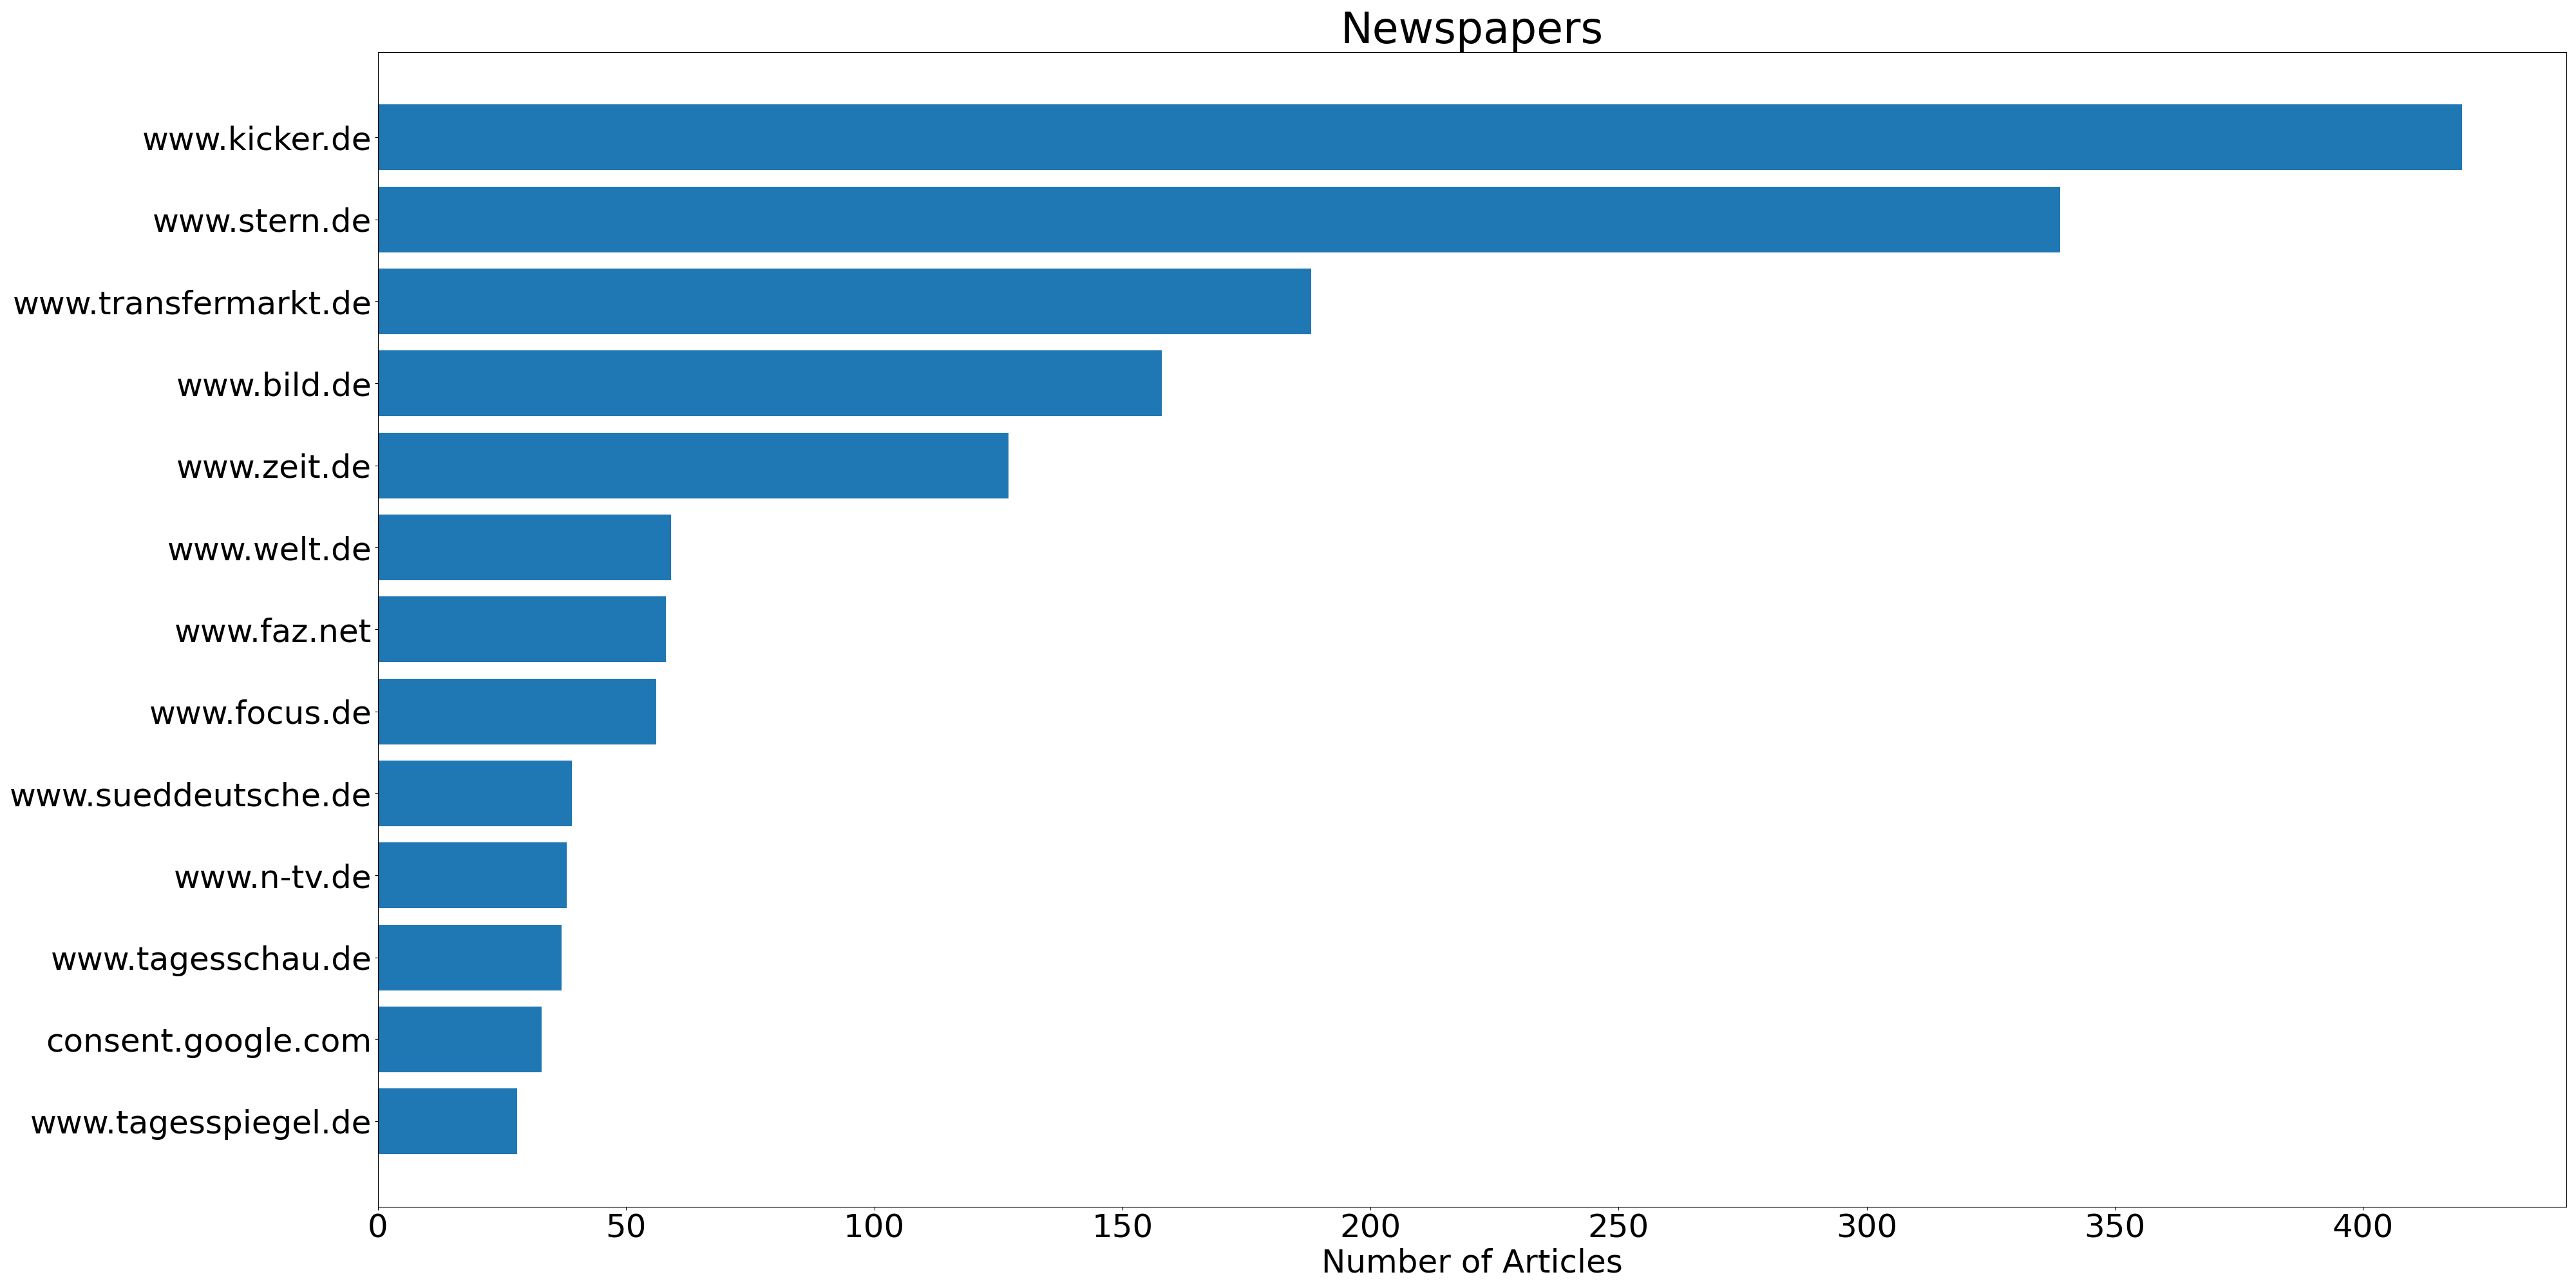 Newspapers
www.kicker.de
www.stern.de
www.transfermarkt.de
www.bild.de
www.zeit.de
www.welt.de
www.faz.net
www.focus.de
www.sueddeutsche.de
www.n-tv.de
www.tagesschau.de
consent.google.com
www.tagesspiegel.de
0 50 100 150 200 250 300 350 400
Number of Articles